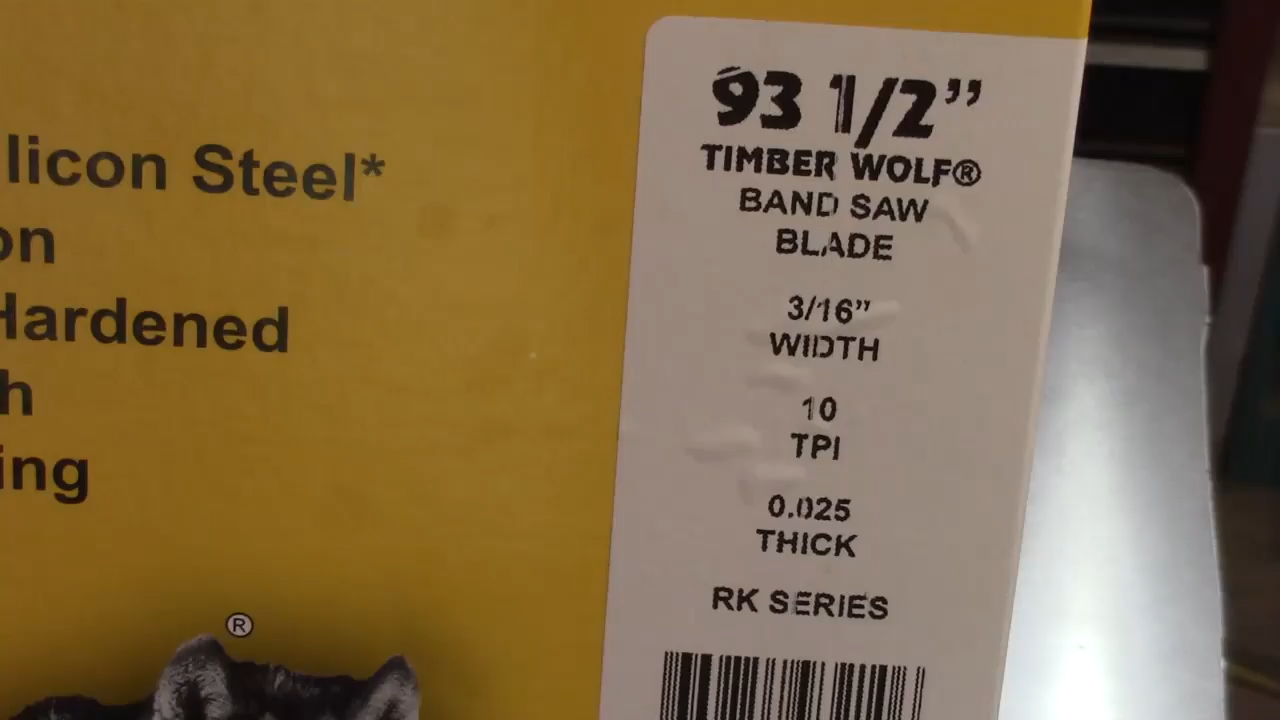 licon Steel*
on
Hardened
h
ing
®
93 1/2”
TIMBER WOLF®
BAND SAW
BLADE
3/16”
WIDTH
10
TPI
0.025
THICK
RK SERIES